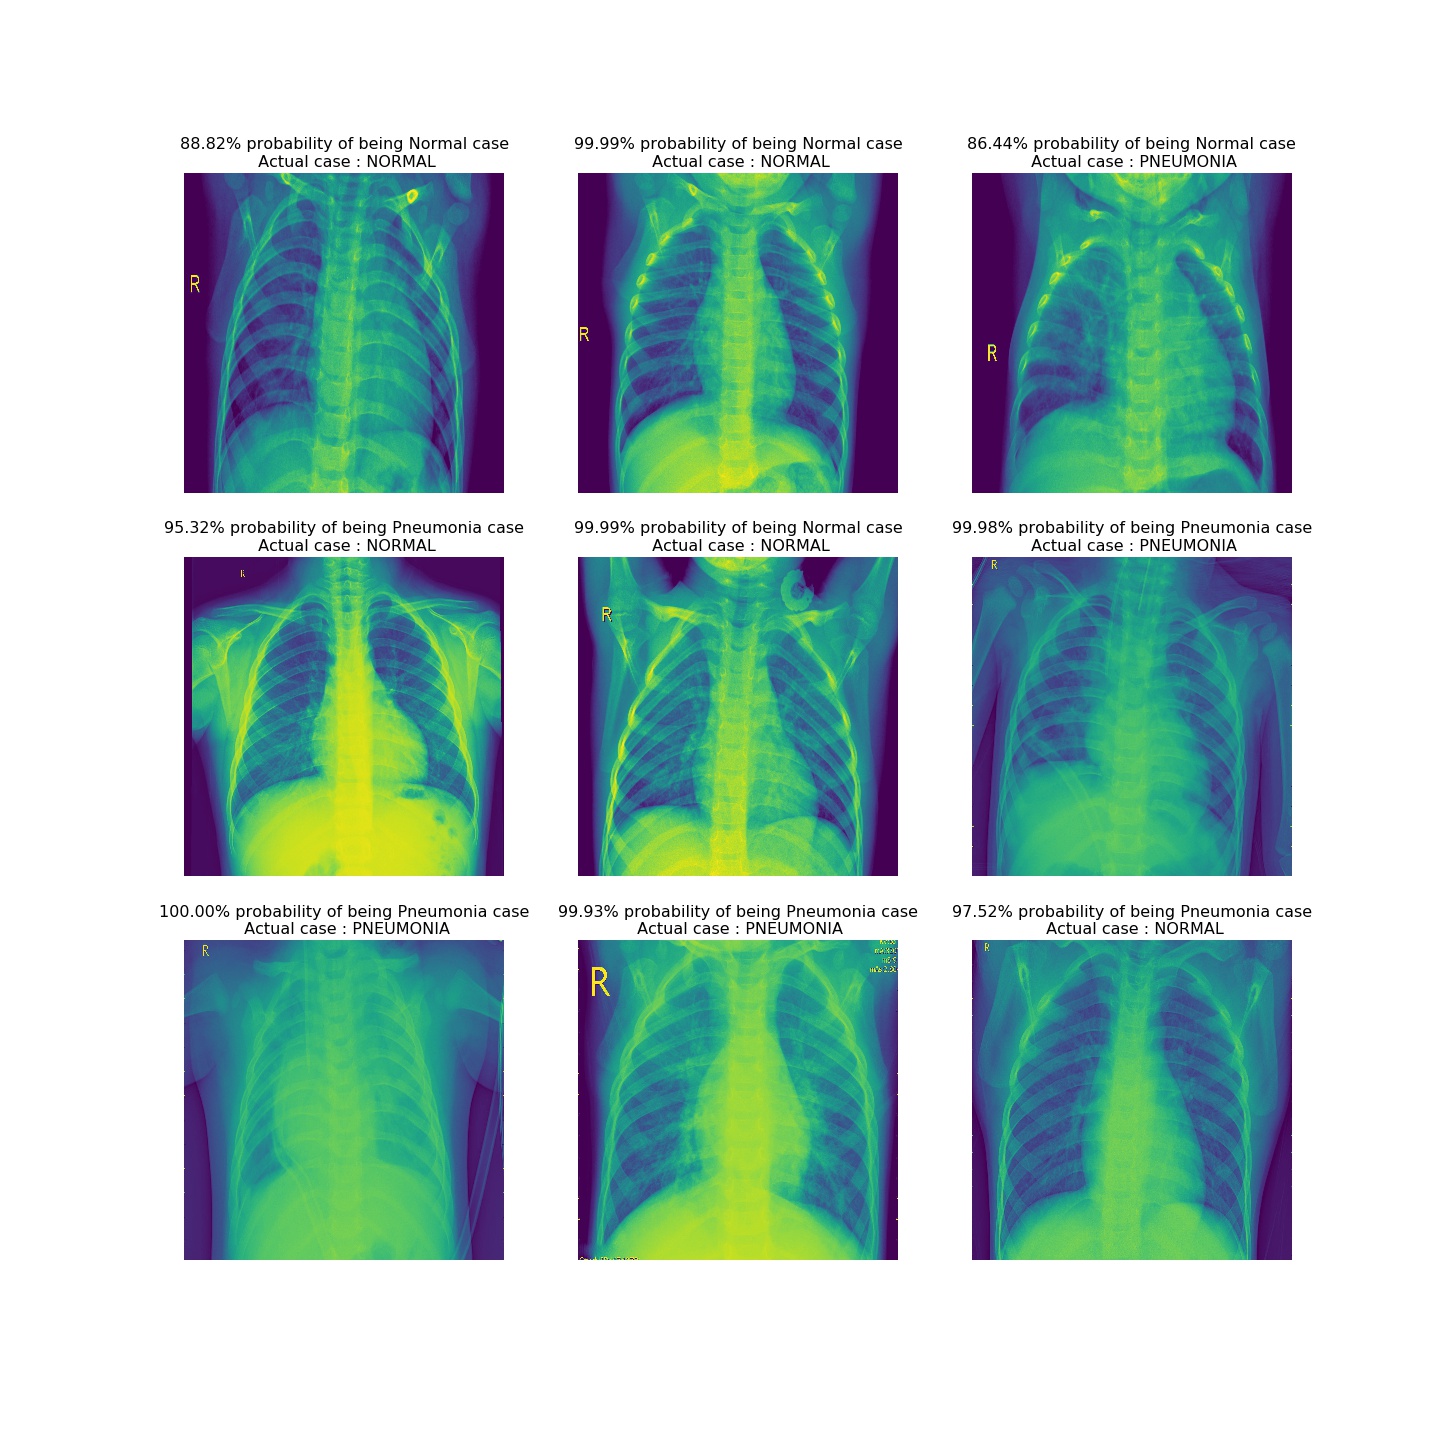 88.82% probability of being Normal case
Actual case : NORMAL
99.99% probability of being Normal case
Actual case : NORMAL
86.44% probability of being Normal case
Actual case : PNEUMONIA
R
R
R
95.32% probability of being Pneumonia case
Actual case : NORMAL
99.99% probability of being Normal case
Actual case : NORMAL
99.98% probability of being Pneumonia case
Actual case : PNEUMONIA
R
R
R
100.00% probability of being Pneumonia case
Actual case : PNEUMONIA
99.93% probability of being Pneumonia case
Actual case : PNEUMONIA
97.52% probability of being Pneumonia case
Actual case : NORMAL
R
R
R